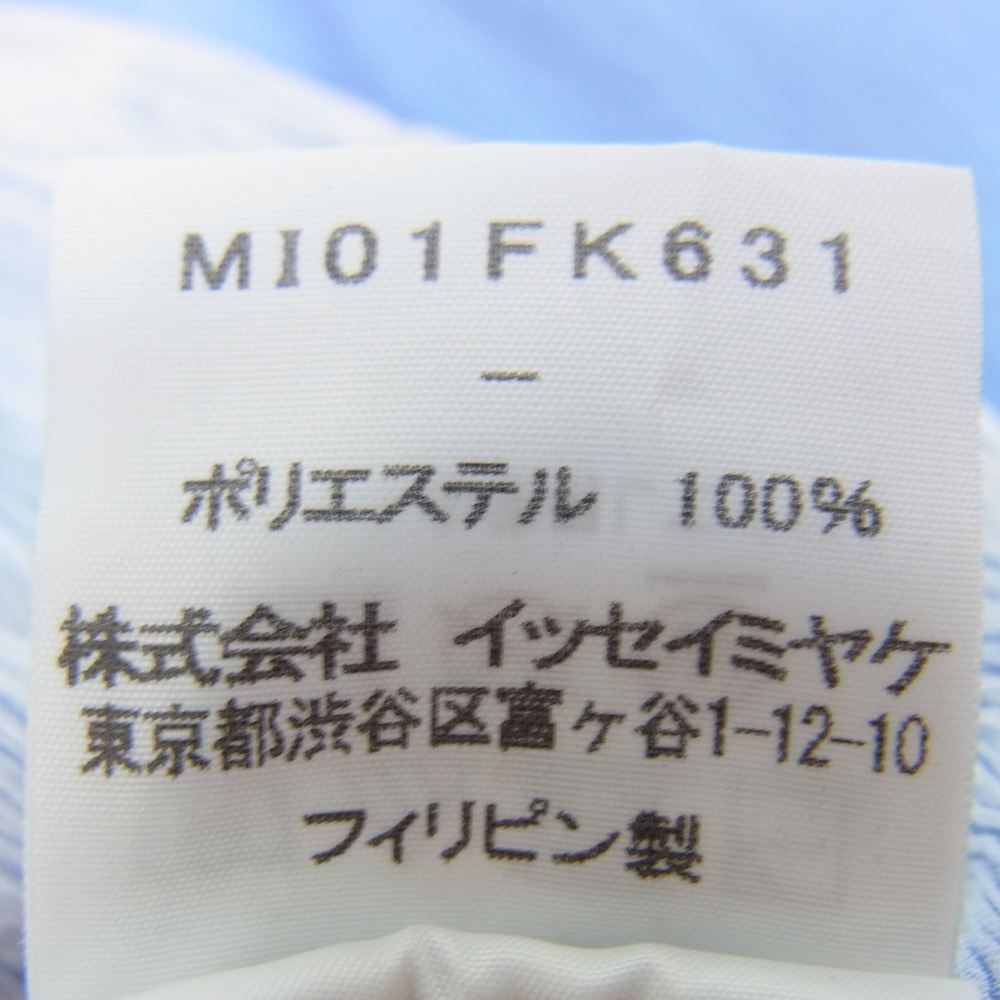 MI01FK631
—
ポリエステル 100%
株式会社 イッセイミヤケ
東京都渋谷区富ヶ谷1-12-10
フィリピン製